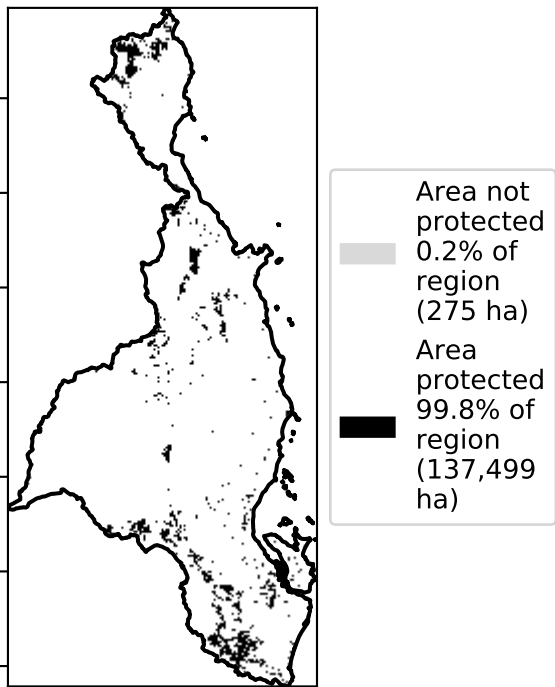 Area not
protected
0.2% of
region
(275 ha)
Area
protected
99.8% of
region
(137,499
ha)